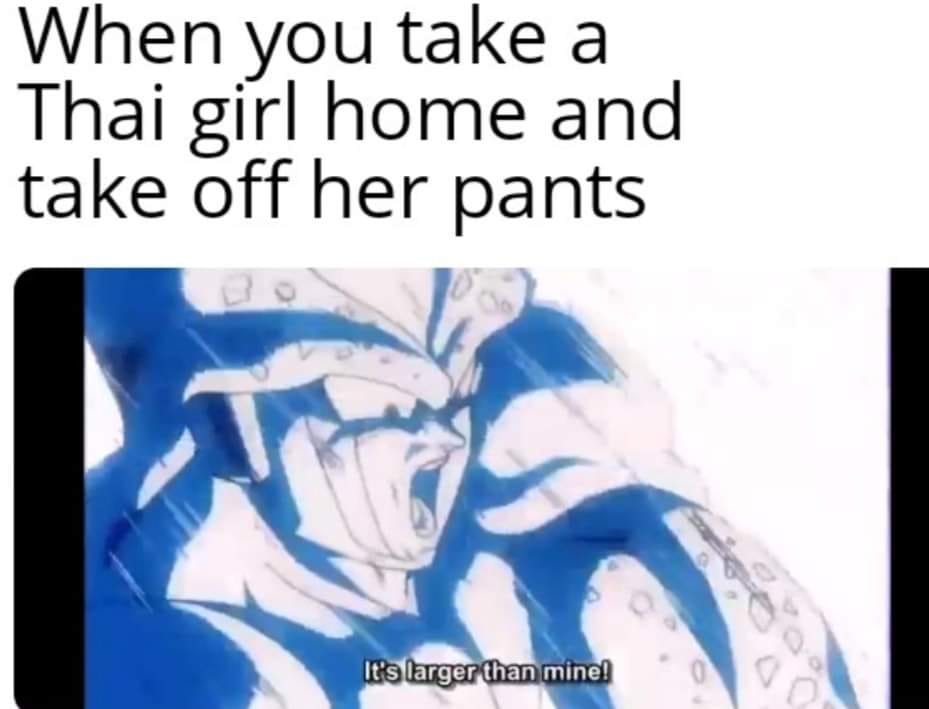 When you take a
Thai girl home and
take off her pants
It's larger than mine!